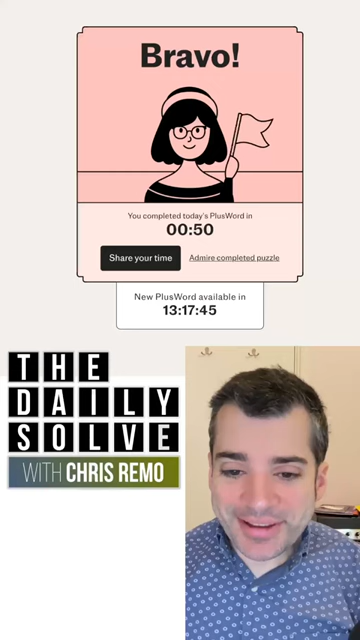 Bravo!
You completed today's PlusWord in
00:50
Share your time
Admire completed puzzle
New PlusWord available in
13:17:45
THE
DAILY
SOLVE
WITH CHRIS REMO